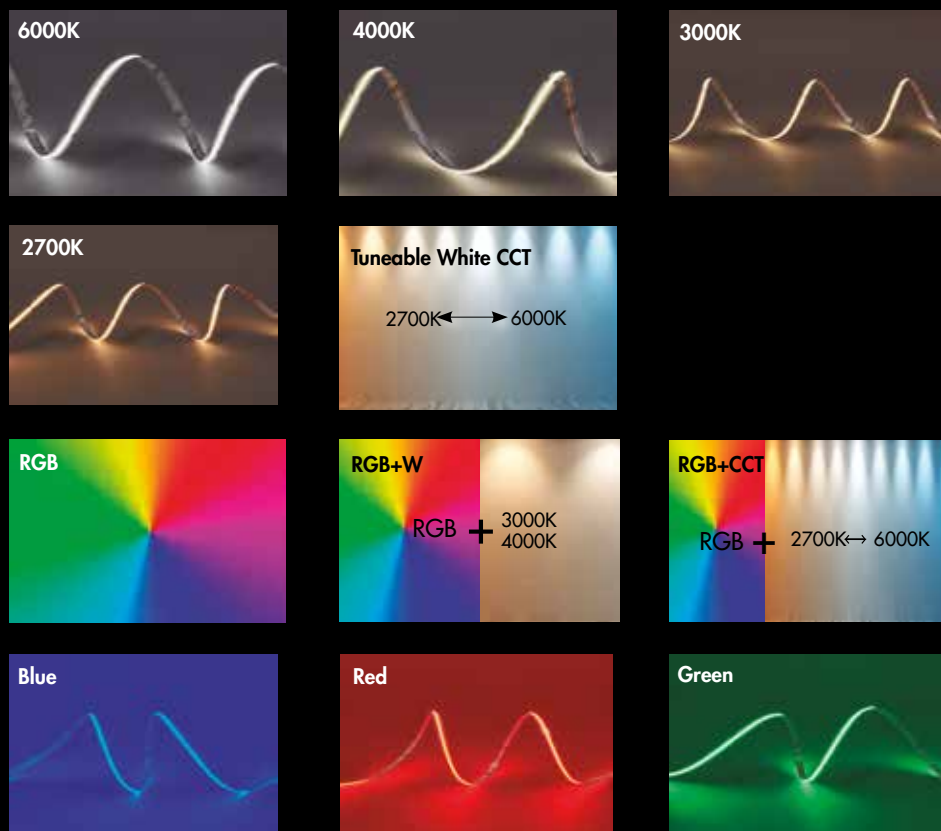 6000K
4000K
3000K
2700K
Tuneable White CCT
2700K 6000K
RGB
RGB+W
RGB + 3000K
4000K
RGB+CCT
RGB + 2700K 6000K
Blue
Red
Green